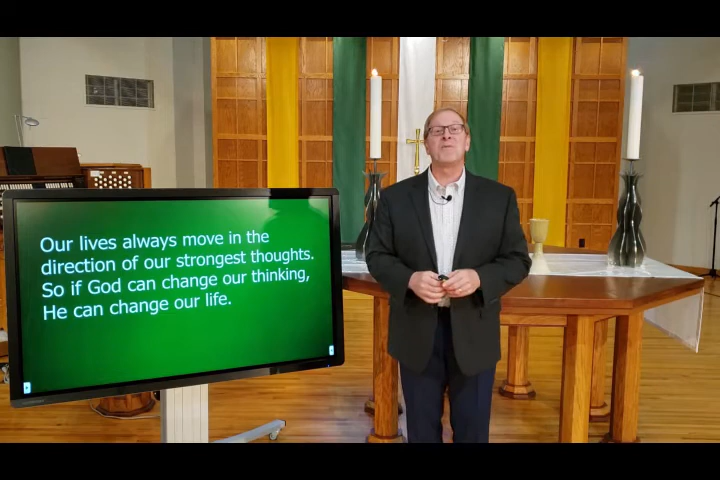 Our lives always move in the
direction of our strongest thoughts.
So if God can change our thinking,
He can change our life.